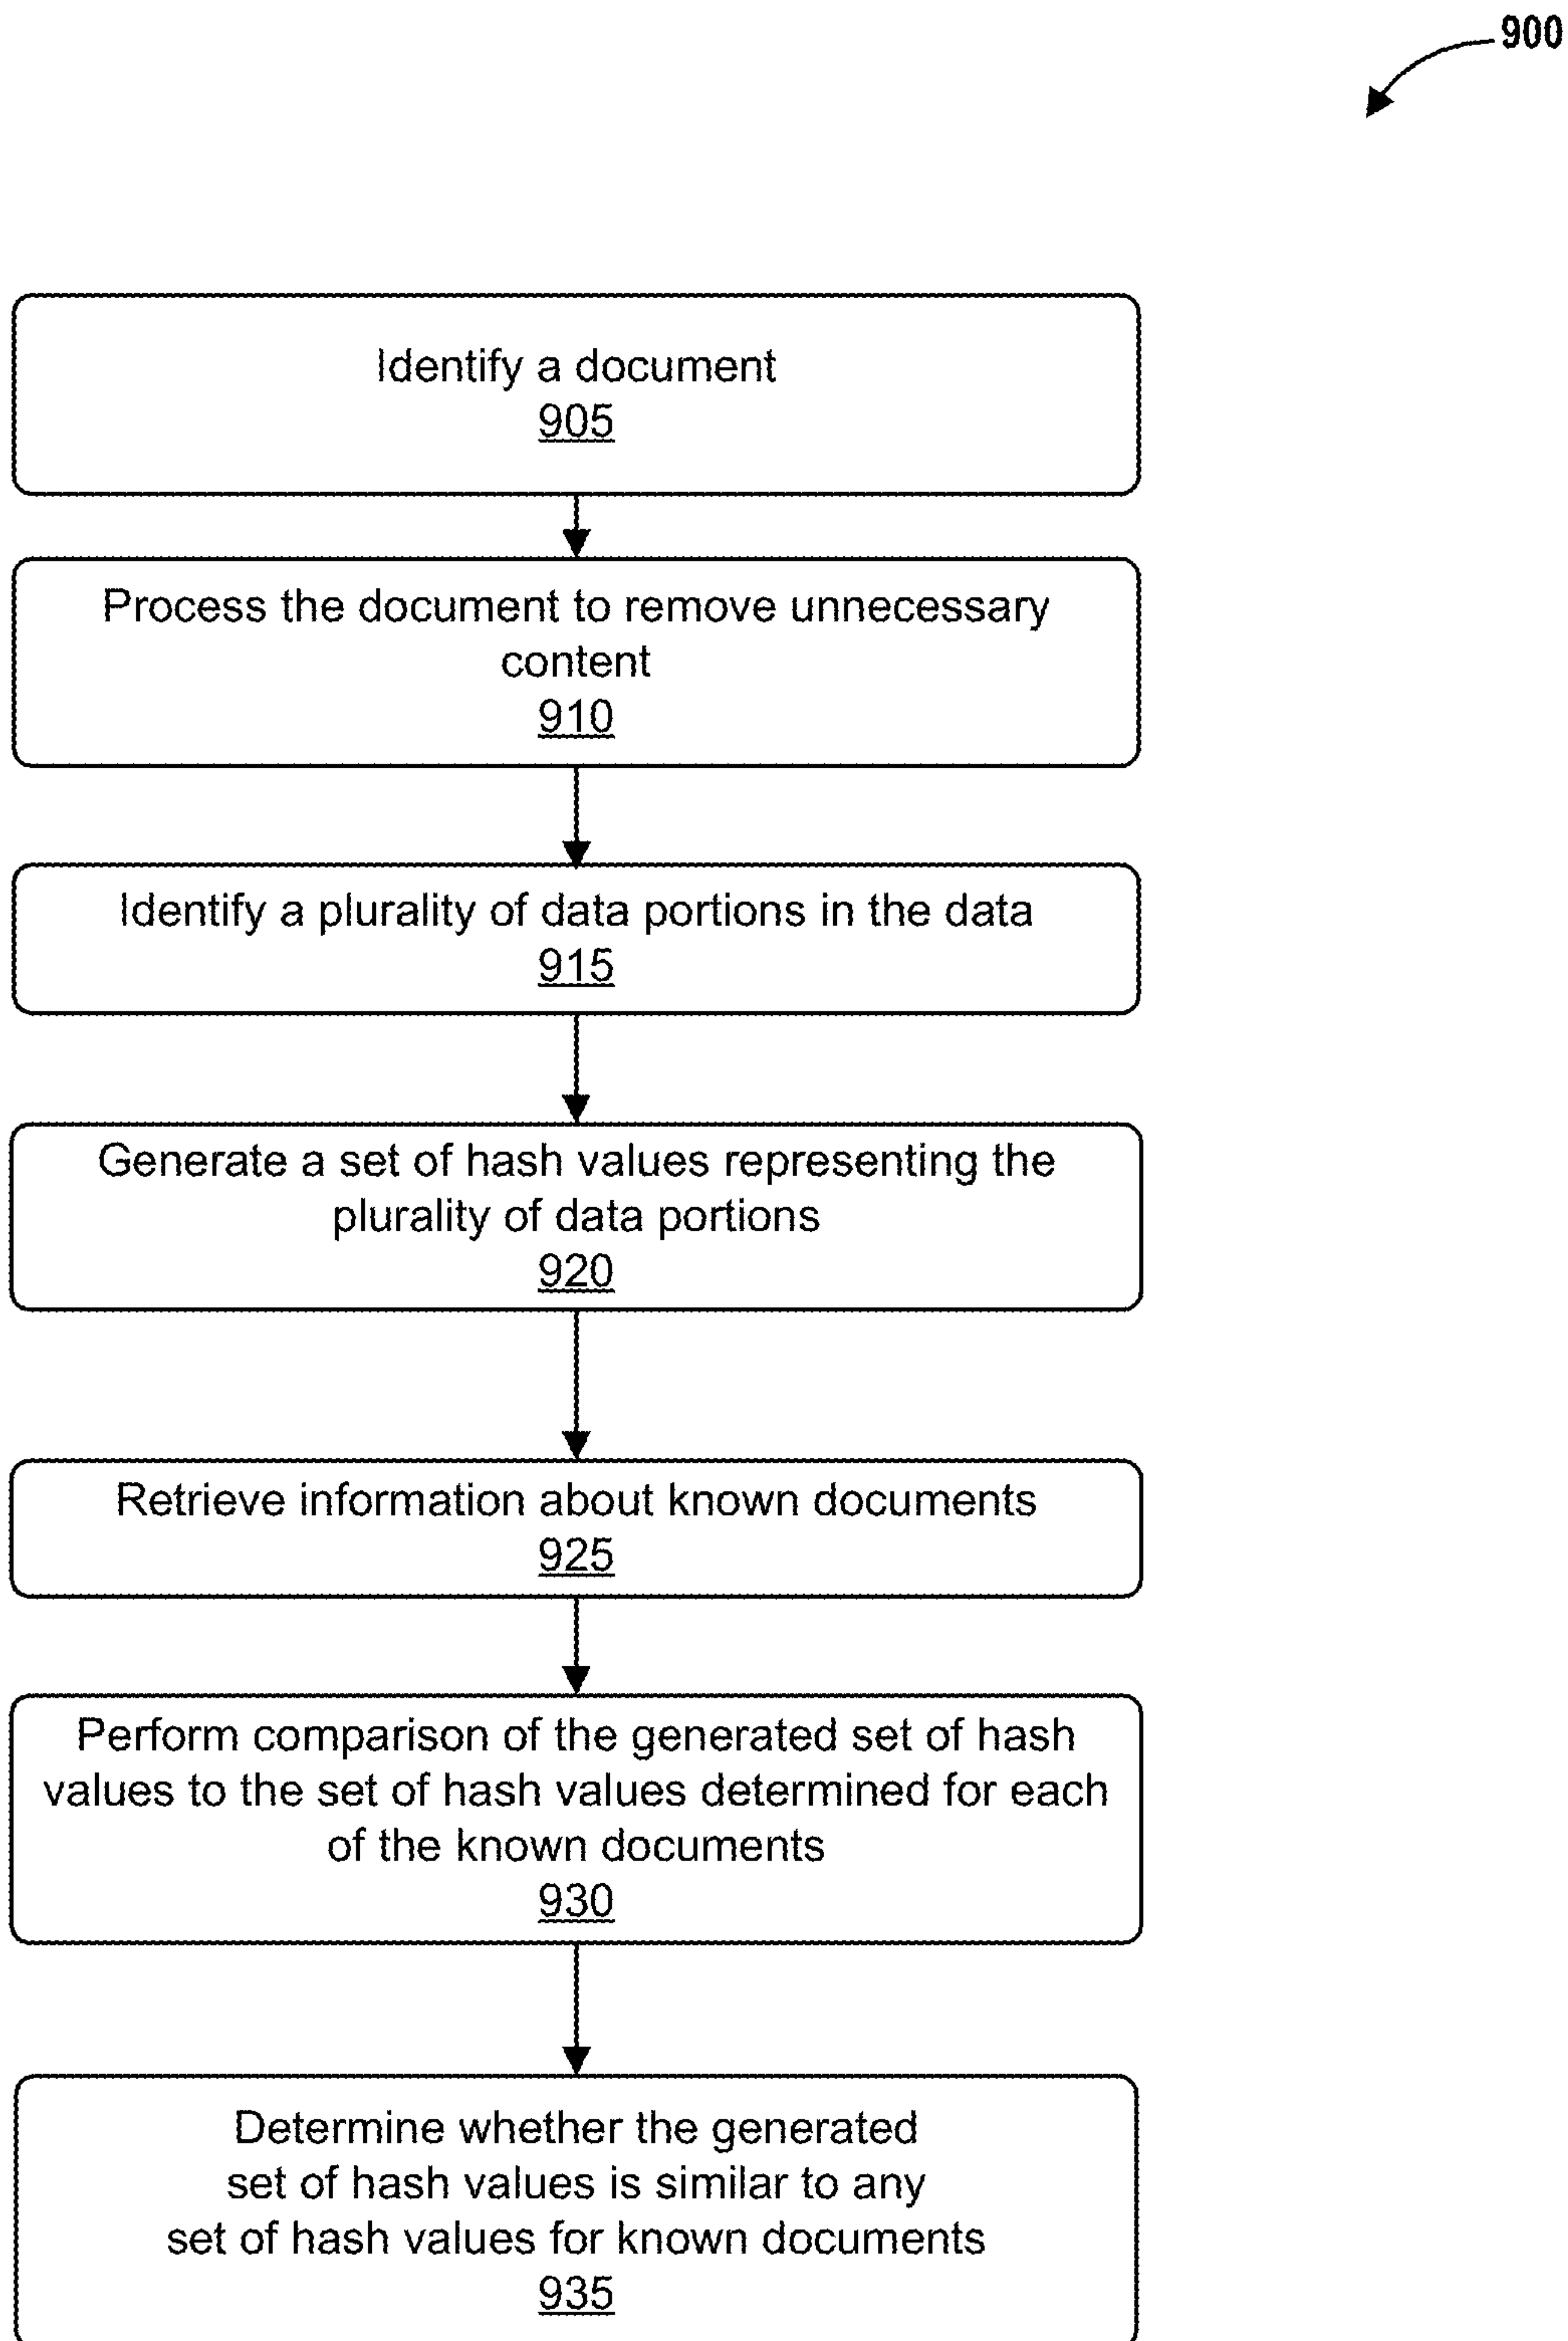 900
Identify a document
905
Process the document to remove unnecessary
content
910
Identify a plurality of data portions in the data
915
Generate a set of hash values representing the
plurality of data portions
920
Retrieve information about known documents
925
Perform comparison of the generated set of hash
values to the set of hash values determined for each
of the known documents
930
Determine whether the generated
set of hash values is similar to any
set of hash values for known documents
935